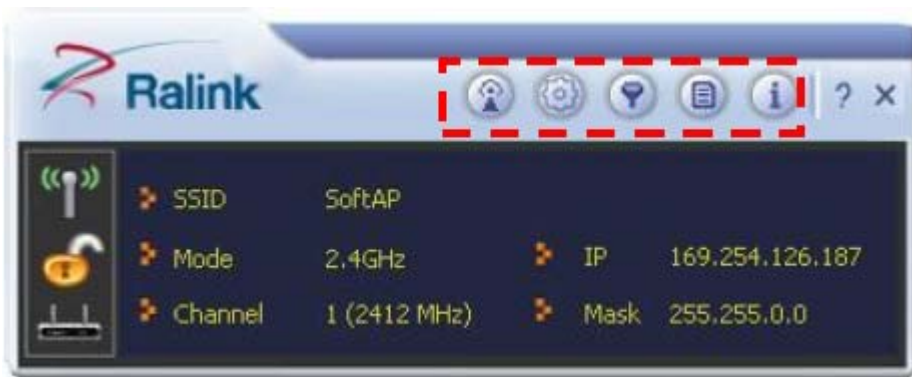 Ralink
? ×
SSID SoftAP
Mode 2.4GHz IP 169.254.126.187
Channel 1 (2412 MHz) Mask 255.255.0.0